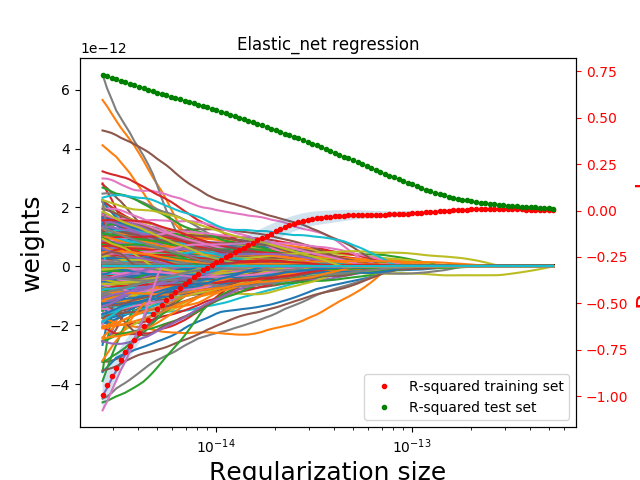 Elastic_net regression
1e−12
6
4
2
0
−2
−4
weights
0.75
0.50
0.25
0.00
−0.25
−0.50
−0.75
−1.00
10⁻¹⁴
10⁻¹³
Regularization size
R-squared training set
R-squared test set